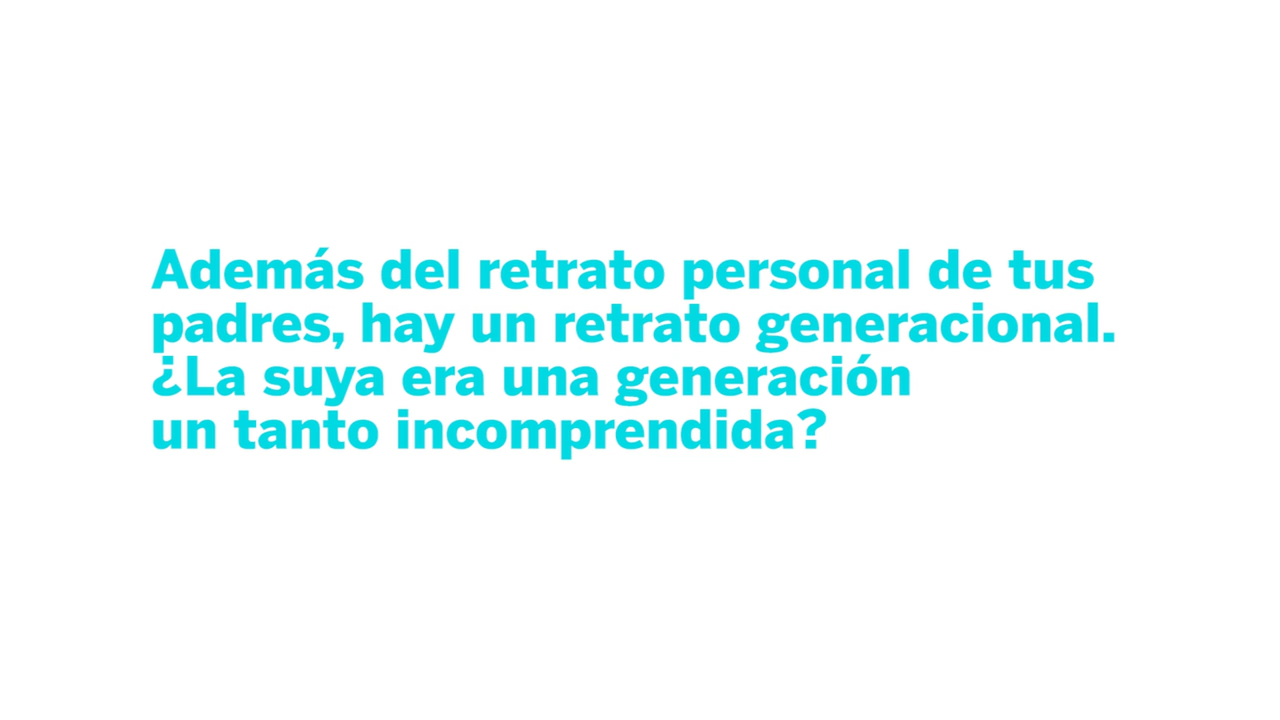 Además del retrato personal de tus
padres, hay un retrato generacional.
¿La suya era una generación
un tanto incomprendida?